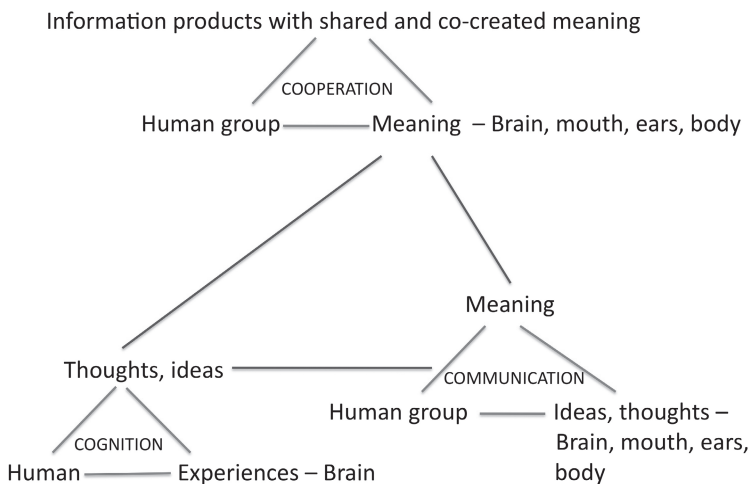 Information products with shared and co-created meaning
COOPERATION
Human group
Meaning – Brain, mouth, ears, body
Meaning
Thoughts, ideas
COMMUNICATION
Human group
Ideas, thoughts –
Brain, mouth, ears,
body
COGNITION
Human
Experiences – Brain